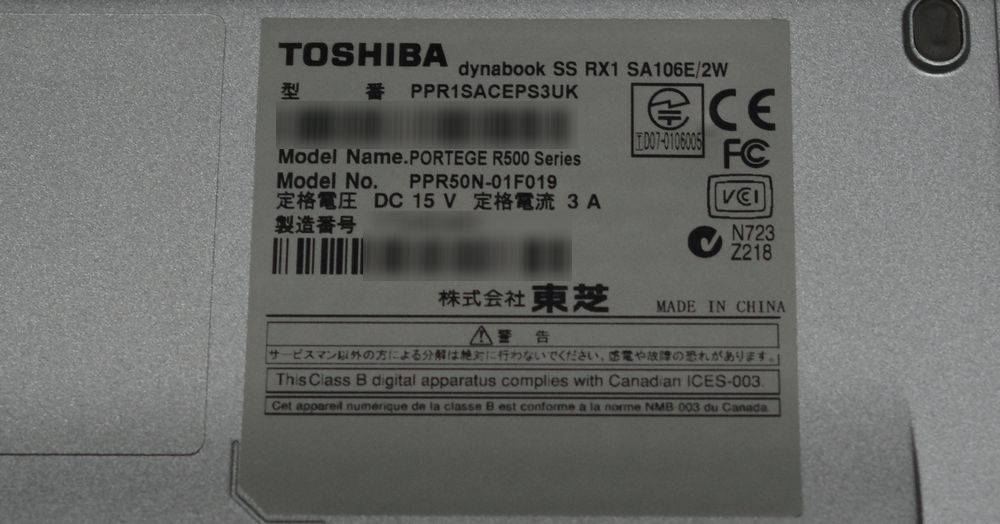 TOSHIBA dynabook SS RX1 SA106E/2W
型 番 PPR1SACEPS3UK
D07-0106005
CE
FC
Model Name. PORTEGE R500 Series
Model No. PPR50N-01F019
VCI
定格電圧 DC 15 V 定格電流 3 A
製造番号
N723
Z218
株式会社 東芝 MADE IN CHINA
警 告
サービスマン以外の方による分解は絶対に行わないでください。感電や故障の恐れがあります。
This Class B digital apparatus complies with Canadian ICES-003.
Cet appareil numérique de la classe B est conforme à la norme NMB-003 du Canada.